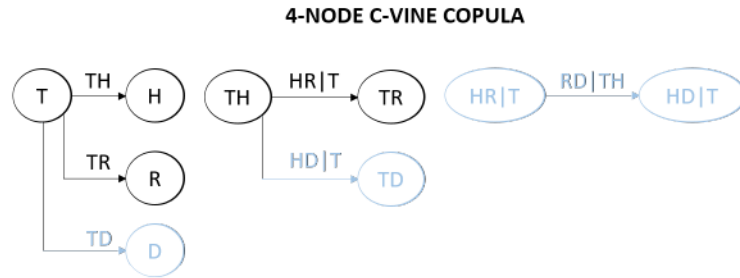 4-NODE C-VINE COPULA
TH HR|T RD|TH
T H TH TR HR|T HD|T
TR HD|T
R TD
TD
D